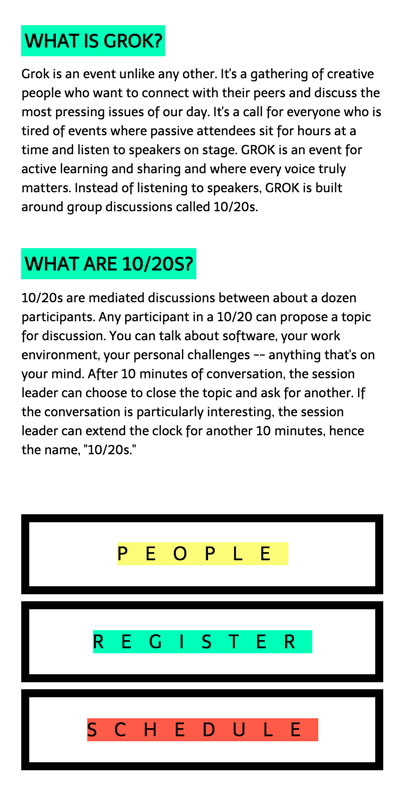 WHAT IS GROK?
Grok is an event unlike any other. It's a gathering of creative
people who want to connect with their peers and discuss the
most pressing issues of our day. It's a call for everyone who is
tired of events where passive attendees sit for hours at a
time and listen to speakers on stage. GROK is an event for
active learning and sharing and where every voice truly
matters. Instead of listening to speakers, GROK is built
around group discussions called 10/20s.
WHAT ARE 10/20S?
10/20s are mediated discussions between about a dozen
participants. Any participant in a 10/20 can propose a topic
for discussion. You can talk about software, your work
environment, your personal challenges -- anything that's on
your mind. After 10 minutes of conversation, the session
leader can choose to close the topic and ask for another. If
the conversation is particularly interesting, the session
leader can extend the clock for another 10 minutes, hence
the name, "10/20s."
PEOPLE
REGISTER
SCHEDULE